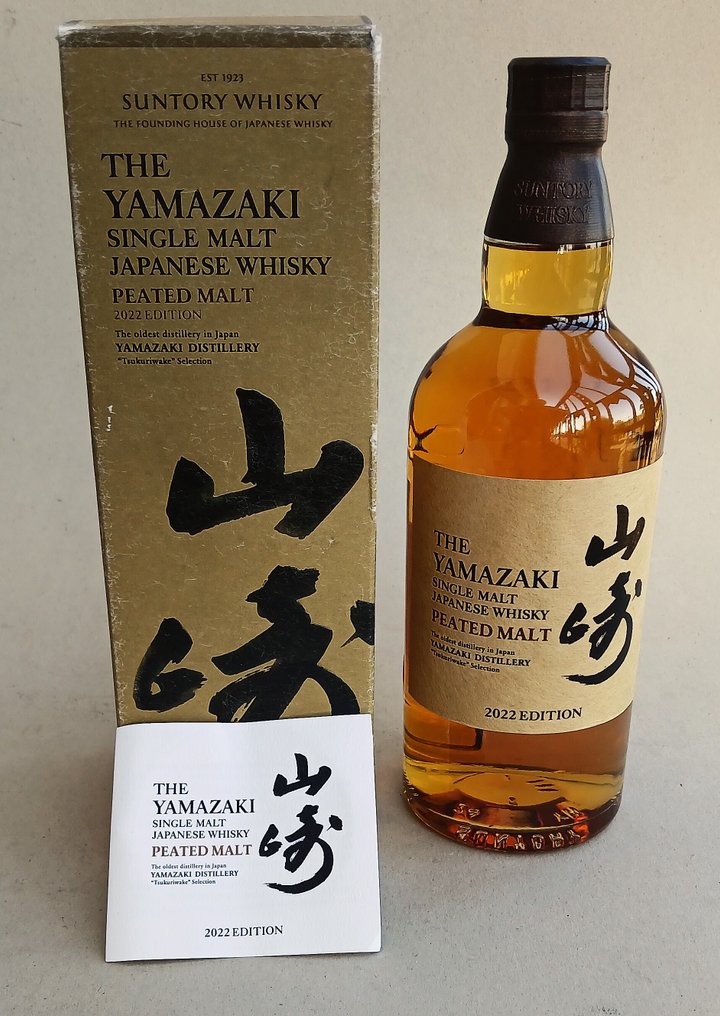 EST 1923
SUNTORY WHISKY
THE FOUNDING HOUSE OF JAPANESE WHISKY
THE
YAMAZAKI
SINGLE MALT
JAPANESE WHISKY
PEATED MALT
2022 EDITION
The oldest distillery in Japan
YAMAZAKI DISTILLERY
"Tsukuriwake" Selection
山
崎
THE
YAMAZAKI
SINGLE MALT
JAPANESE WHISKY
PEATED MALT
The oldest distillery in Japan
YAMAZAKI DISTILLERY
"Tsukuriwake" Selection
山
崎
2022 EDITION
SUNTORY
WHISKY
THE
YAMAZAKI
SINGLE MALT
JAPANESE WHISKY
PEATED MALT
The oldest distillery in Japan
YAMAZAKI DISTILLERY
"Tsukuriwake" Selection
山
崎
2022 EDITION